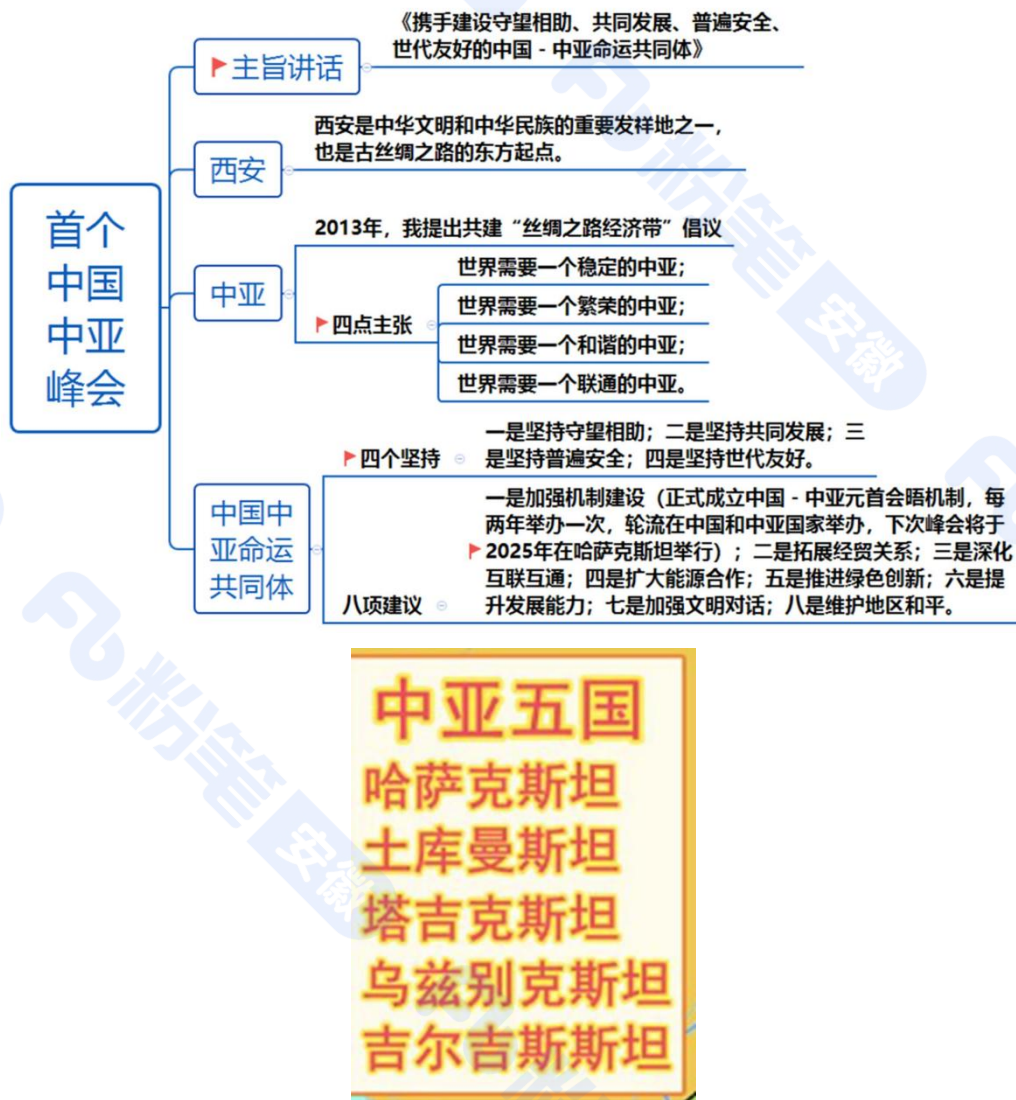 《携手建设守望相助、共同发展、普遍安全、
世代友好的中国 - 中亚命运共同体》
主旨讲话
西安是中华文明和中华民族的重要发祥地之一，
也是古丝绸之路的东方起点。
西安
首个
中国
中亚
峰会
2013年，我提出共建“丝绸之路经济带”倡议
中亚
四点主张
世界需要一个稳定的中亚；
世界需要一个繁荣的中亚；
世界需要一个和谐的中亚；
世界需要一个联通的中亚。
四个坚持
一是坚持守望相助；二是坚持共同发展；三
是坚持普遍安全；四是坚持世代友好。
中国中
亚命运
共同体
八项建议
一是加强机制建设（正式成立中国 - 中亚元首会晤机制，每
两年举办一次，轮流在中国和中亚国家举办，下次峰会将于
2025年在哈萨克斯坦举行）；二是拓展经贸关系；三是深化
互联互通；四是扩大能源合作；五是推进绿色创新；六是提
升发展能力；七是加强文明对话；八是维护地区和平。
中亚五国
哈萨克斯坦
土库曼斯坦
塔吉克斯坦
乌兹别克斯坦
吉尔吉斯斯坦
粉笔 安徽
粉笔 安徽